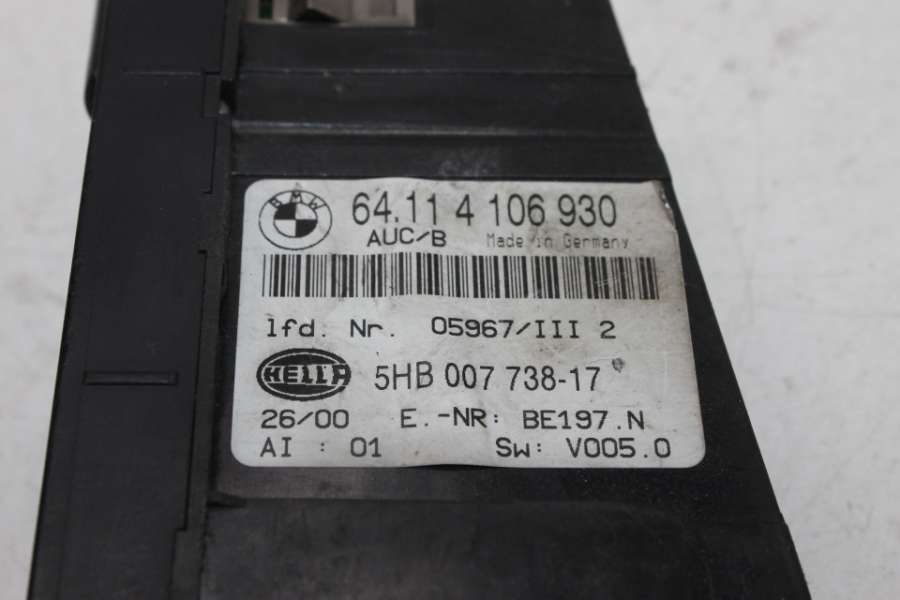 BMW 64.11 4 106 930
AUC/B Made in Germany
lfd. Nr. 05967/III 2
HELLA 5HB 007 738-17
26/00 E.-NR: BE197.N
AI : 01 Sw: V005.0